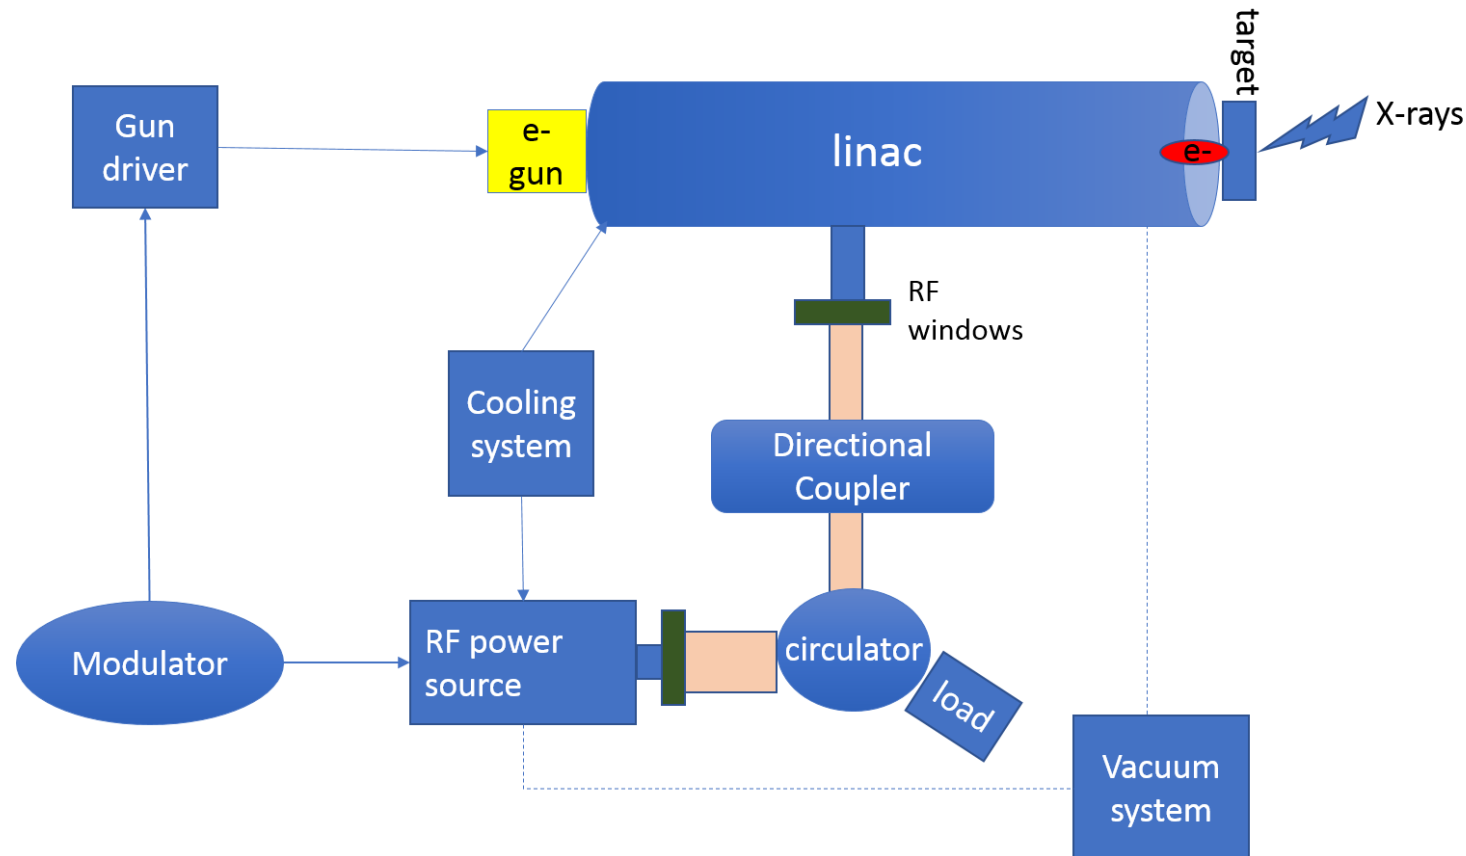 target
Gun
driver
e-
gun
linac
e-
X-rays
RF
windows
Cooling
system
Directional
Coupler
Modulator
RF power
source
circulator
load
Vacuum
system